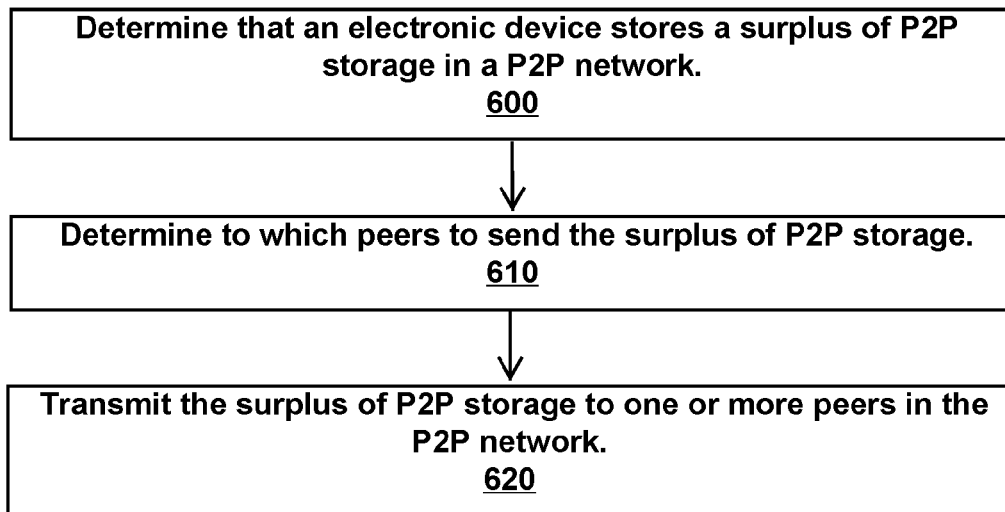 Determine that an electronic device stores a surplus of P2P
storage in a P2P network.
600
Determine to which peers to send the surplus of P2P storage.
610
Transmit the surplus of P2P storage to one or more peers in the
P2P network.
620